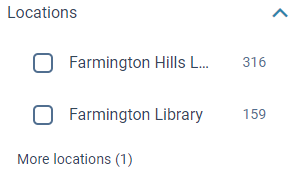 Locations
Farmington Hills L... 316
Farmington Library 159
More locations (1)